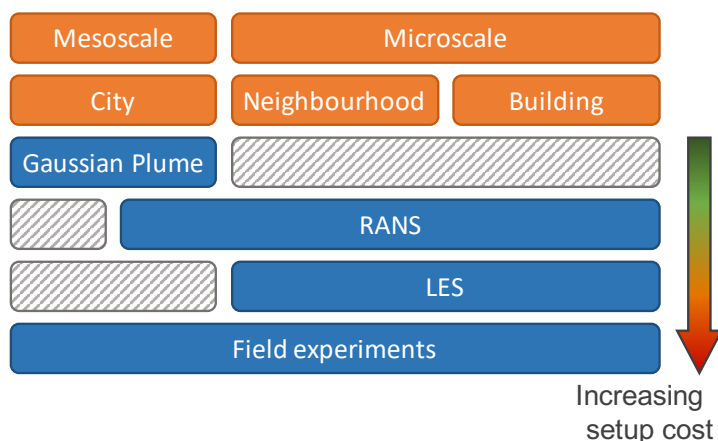 Mesoscale
Microscale
City
Neighbourhood
Building
Gaussian Plume
RANS
LES
Field experiments
Increasing
setup cost